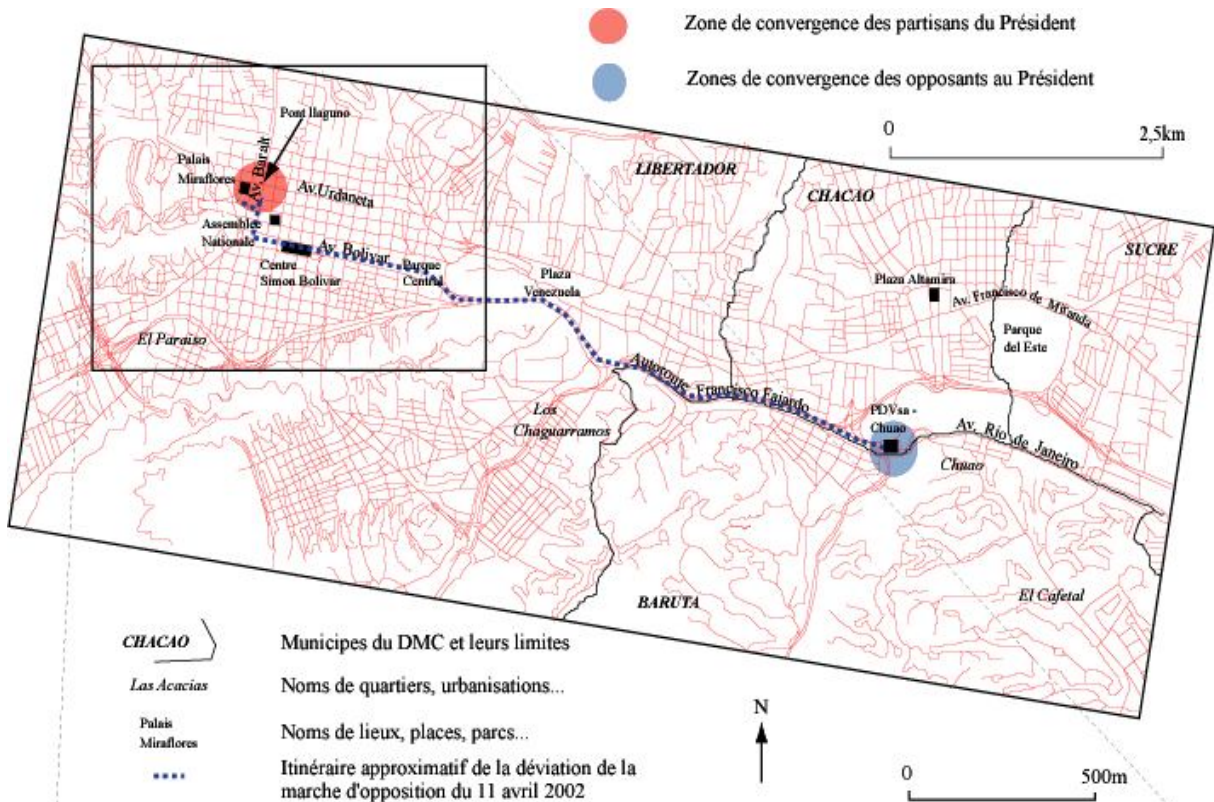 Zone de convergence des partisans du Président
Zones de convergence des opposants au Président
0 2,5km
Pont llaguno
Palais
Miraflores
Av. Baralt
Av.Urdaneta
Assemblee
Nationale
Av. Bolivar
Centre
Simon Bolivar
Parque
Central
Plaza
Venezuela
El Paraiso
LIBERTADOR
CHACAO
SUCRE
Plaza Altamira
Av. Francisco de Miranda
Parque
del Este
Autoroute Francisco Fajardo
PDVsa -
Chuao
Av. Rio de Janeiro
Chuao
Los
Chaguarramos
BARUTA
El Cafetal
CHACAO Municipes du DMC et leurs limites
Las Acacias Noms de quartiers, urbanisations...
Palais
Miraflores Noms de lieux, places, parcs...
Itinéraire approximatif de la déviation de la
marche d'opposition du 11 avril 2002
N
0 500m